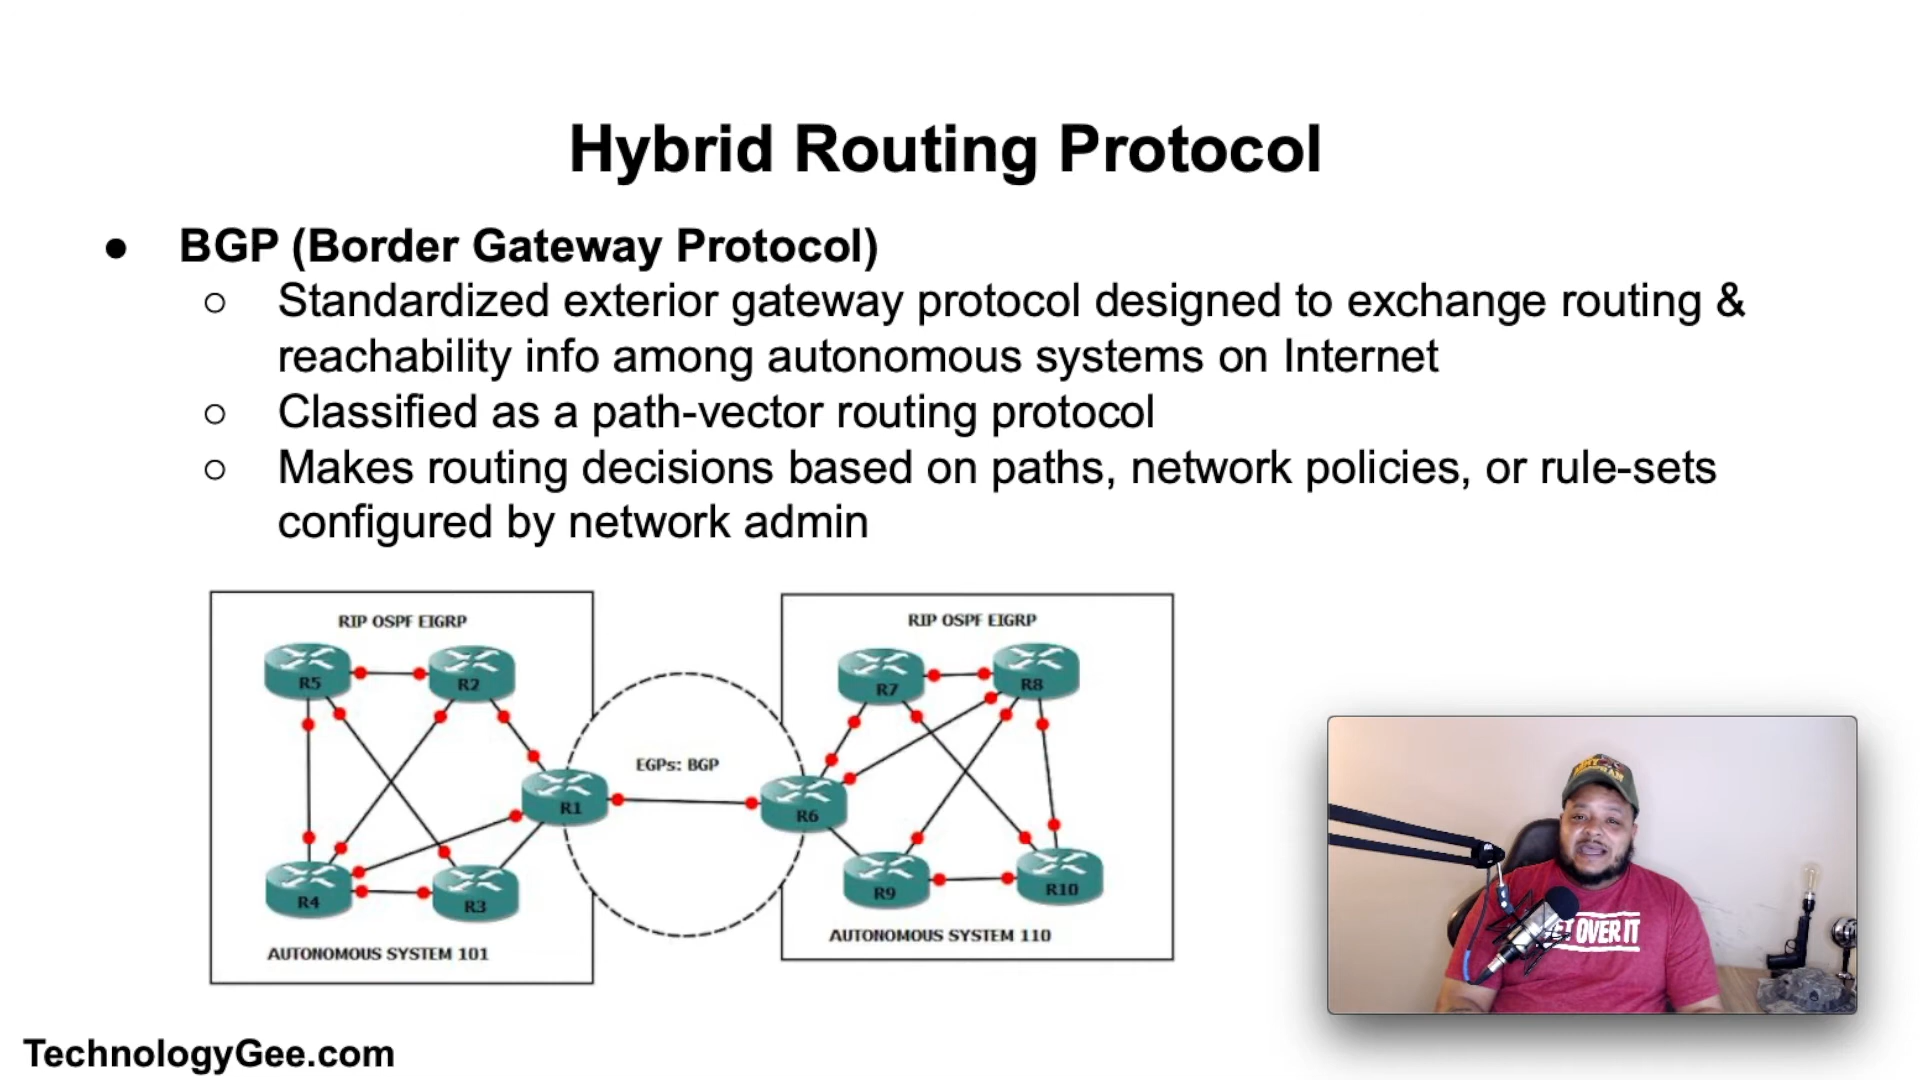 Hybrid Routing Protocol
● BGP (Border Gateway Protocol)
○ Standardized exterior gateway protocol designed to exchange routing &
reachability info among autonomous systems on Internet
○ Classified as a path-vector routing protocol
○ Makes routing decisions based on paths, network policies, or rule-sets
configured by network admin
RIP OSPF EIGRP
R5
R2
R1
R4
R3
AUTONOMOUS SYSTEM 101
EGPs: BGP
RIP OSPF EIGRP
R7
R8
R6
R9
R10
AUTONOMOUS SYSTEM 110
OVER IT
TechnologyGee.com